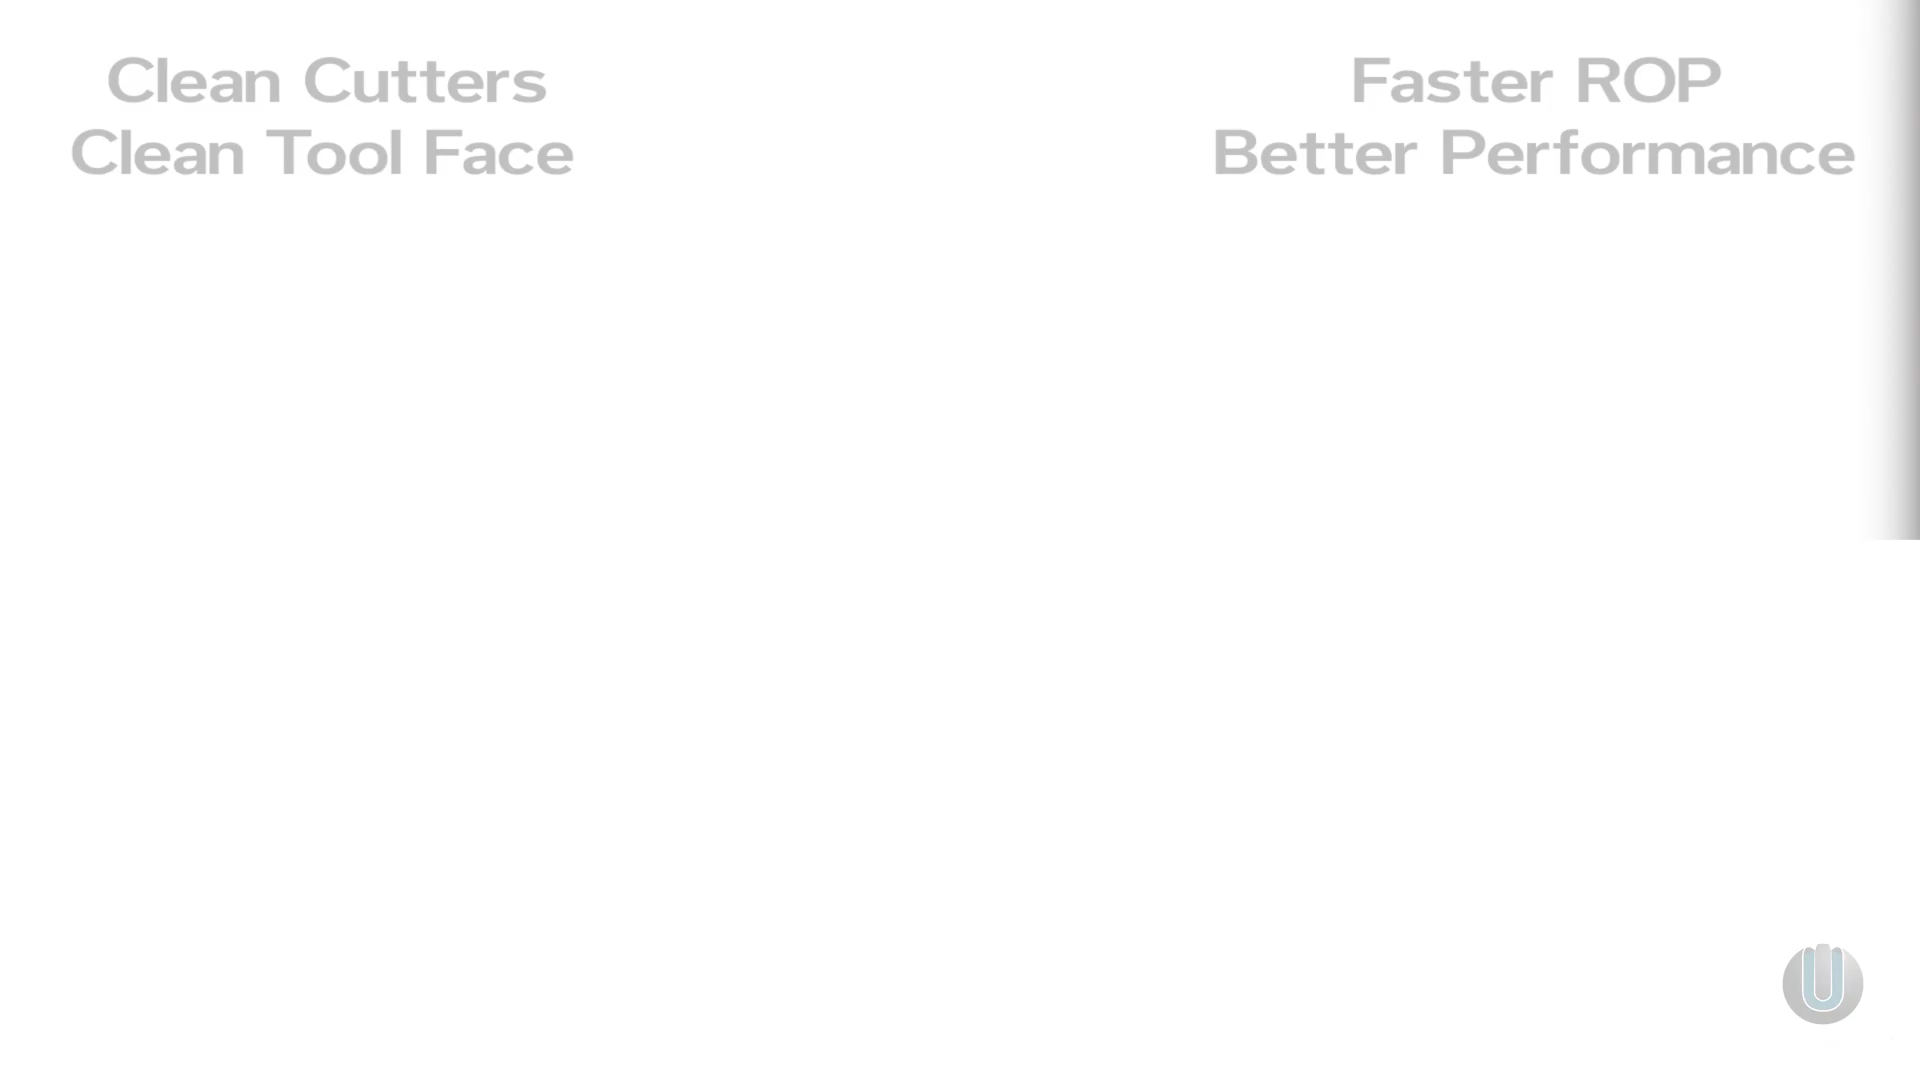 Clean Cutters
Clean Tool Face
Faster ROP
Better Performance
U